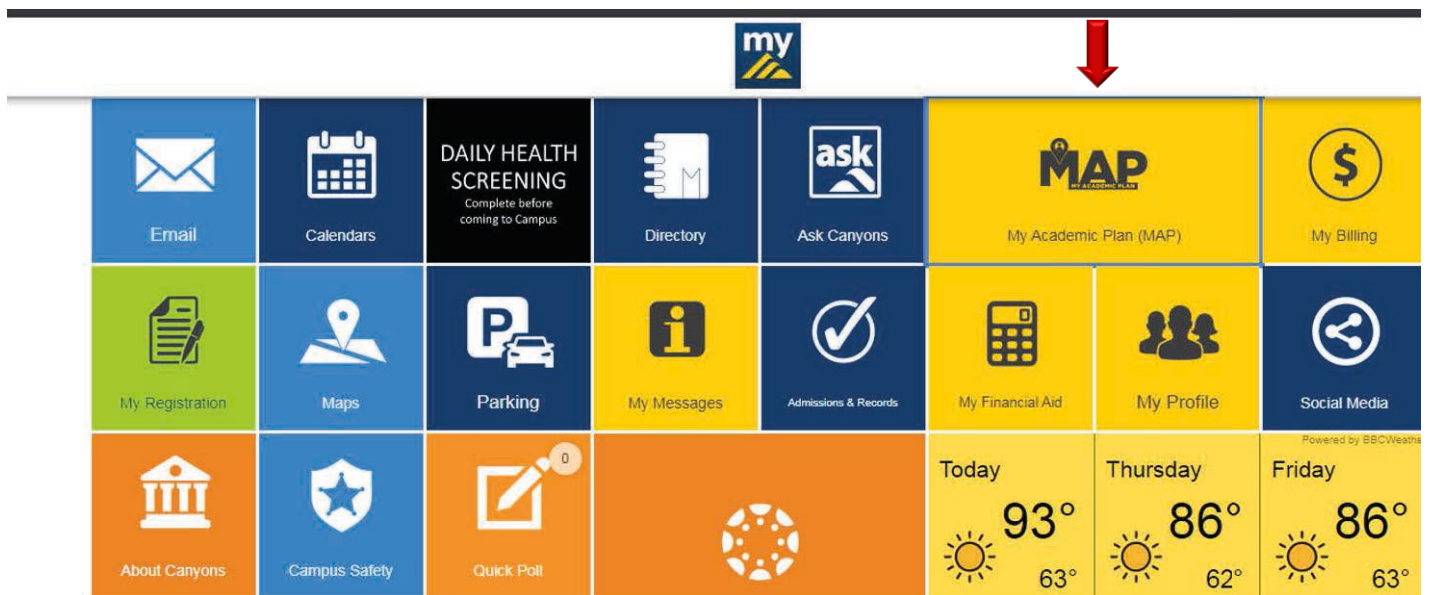 my
DAILY HEALTH
SCREENING
Complete before
coming to Campus
ask
MAP
MY ACADEMIC PLAN
$
Email
Calendars
Directory
Ask Canyons
My Academic Plan (MAP)
My Billing
P
i
0
My Registration
Maps
Parking
My Messages
Admissions & Records
My Financial Aid
My Profile
Social Media
Powered by BBCWeathe
0
Today
Thursday
Friday
93°
86°
86°
63°
62°
63°
About Canyons
Campus Safety
Quick Poll